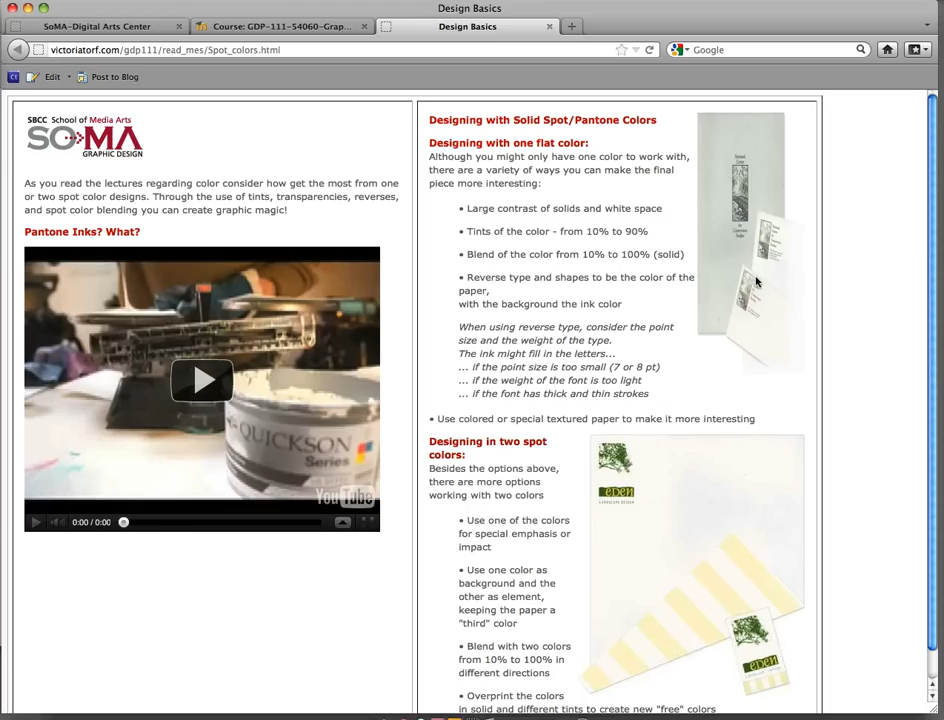 Design Basics
SoMA-Digital Arts Center
Course: GDP-111-54060-Grap...
Design Basics
victoriatorf.com/gdp111/read_mes/Spot_colors.html
Google
Ct Edit Post to Blog
SBCC School of Media Arts
SO MA
GRAPHIC DESIGN
As you read the lectures regarding color consider how get the most from one
or two spot color designs. Through the use of tints, transparencies, reverses,
and spot color blending you can create graphic magic!
Pantone Inks? What?
QUICKSON
Series
YouTube
0:00 / 0:00
Designing with Solid Spot/Pantone Colors
Designing with one flat color:
Although you might only have one color to work with,
there are a variety of ways you can make the final
piece more interesting:
• Large contrast of solids and white space
• Tints of the color - from 10% to 90%
• Blend of the color from 10% to 100% (solid)
• Reverse type and shapes to be the color of the
paper,
with the background the ink color
When using reverse type, consider the point
size and the weight of the type.
The ink might fill in the letters...
... if the point size is too small (7 or 8 pt)
... if the weight of the font is too light
... if the font has thick and thin strokes
• Use colored or special textured paper to make it more interesting
Designing in two spot
colors:
Besides the options above,
there are more options
working with two colors
• Use one of the colors
for special emphasis or
impact
• Use one color as
background and the
other as element,
keeping the paper a
"third" color
• Blend with two colors
from 10% to 100% in
different directions
• Overprint the colors
in solid and different tints to create new "free" colors
eden
LANDSCAPE DESIGN
eden